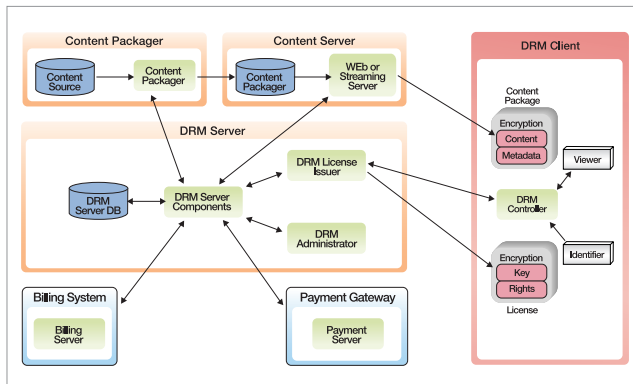 Content Packager
Content Source
Content Packager
Content Server
Content Packager
WEb or Streaming Server
DRM Server
DRM Server DB
DRM Server Components
DRM License Issuer
DRM Administrator
Billing System
Billing Server
Payment Gateway
Payment Server
DRM Client
Content Package
Encryption
Content
Metadata
Viewer
DRM Controller
Identifier
Encryption
Key
Rights
License